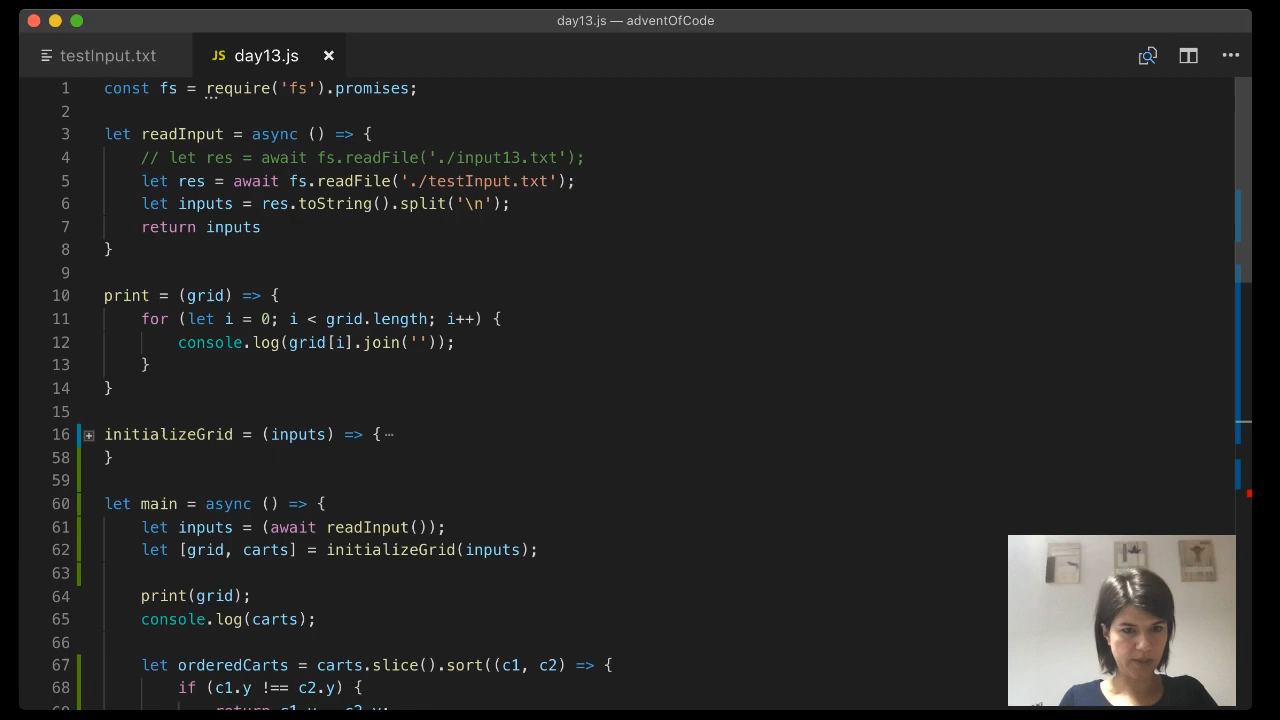 day13.js — adventOfCode
testInput.txt
JS day13.js ×
1 const fs = require('fs').promises;
2
3 let readInput = async () => {
4 // let res = await fs.readFile('./input13.txt');
5 let res = await fs.readFile('./testInput.txt');
6 let inputs = res.toString().split('\n');
7 return inputs
8 }
9
10 print = (grid) => {
11 for (let i = 0; i < grid.length; i++) {
12 console.log(grid[i].join(''));
13 }
14 }
15
16 initializeGrid = (inputs) => {⋯
58 }
59
60 let main = async () => {
61 let inputs = (await readInput());
62 let [grid, carts] = initializeGrid(inputs);
63
64 print(grid);
65 console.log(carts);
66
67 let orderedCarts = carts.slice().sort((c1, c2) => {
68 if (c1.y !== c2.y) {